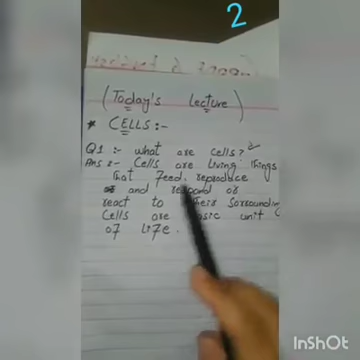 2
(Today's Lecture)
* CELLS:-
Q1:- What are cells?
Ans:- Cells are living things
that feed, reproduce
and respond or
react to their sorrounding
Cells are basic unit
of life.
InShOt